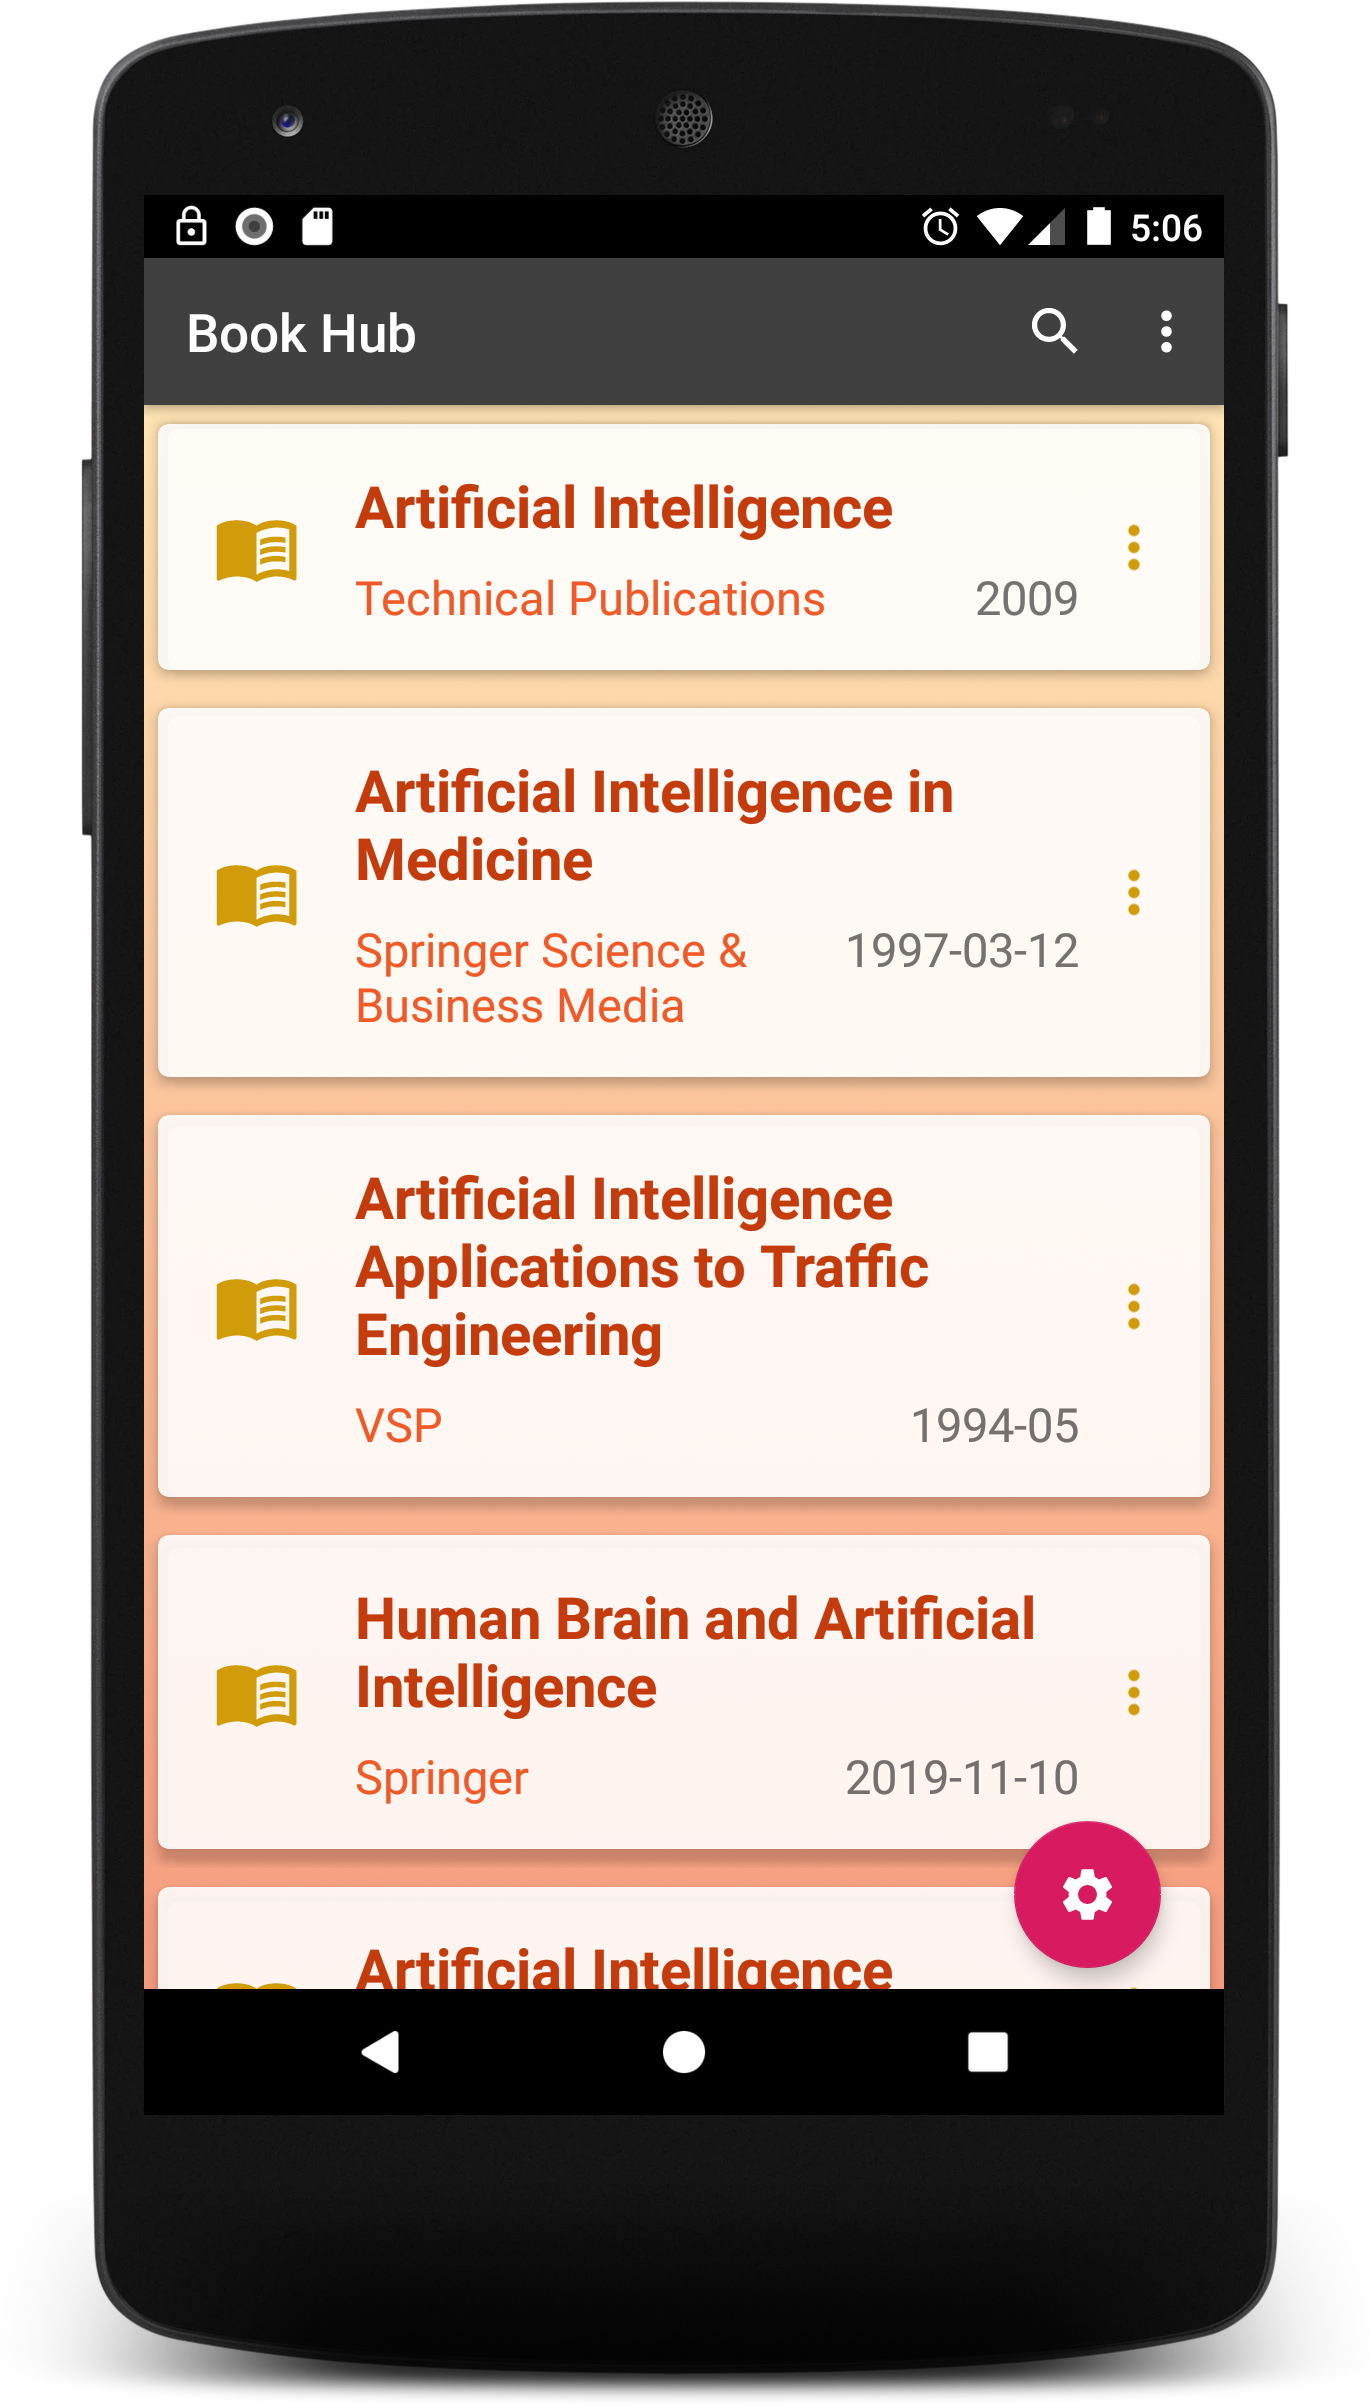 5:06
Book Hub
Artificial Intelligence
Technical Publications 2009
Artificial Intelligence in
Medicine
Springer Science & 1997-03-12
Business Media
Artificial Intelligence
Applications to Traffic
Engineering
VSP 1994-05
Human Brain and Artificial
Intelligence
Springer 2019-11-10
Artificial Intelligence